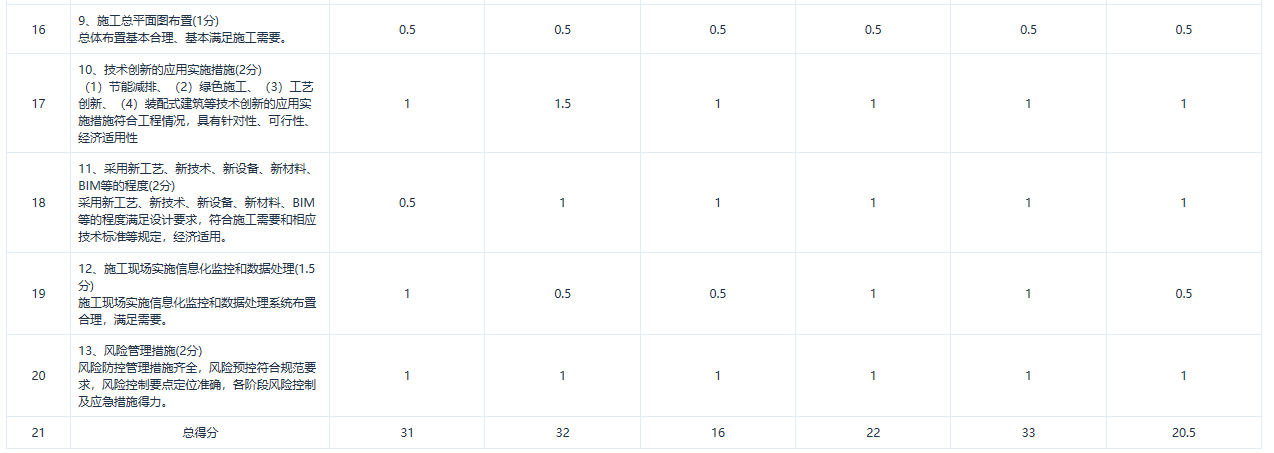 16
9、施工总平面图布置(1分)
总体布置基本合理、基本满足施工需要。
0.5 0.5 0.5 0.5 0.5 0.5
17
10、技术创新的应用实施措施(2分)
（1）节能减排、（2）绿色施工、（3）工艺
创新、（4）装配式建筑等技术创新的应用实
施措施符合工程情况，具有针对性、可行性、
经济适用性
1 1.5 1 1 1 1
18
11、采用新工艺、新技术、新设备、新材料、
BIM等的程度(2分)
采用新工艺、新技术、新设备、新材料、BIM
等的程度满足设计要求，符合施工需要和相应
技术标准等规定，经济适用。
0.5 1 1 1 1 1
19
12、施工现场实施信息化监控和数据处理(1.5
分)
施工现场实施信息化监控和数据处理系统布置
合理，满足需要。
1 0.5 0.5 1 1 0.5
20
13、风险管理措施(2分)
风险防控管理措施齐全，风险预控符合规范要
求，风险控制要点定位准确，各阶段风险控制
及应急措施得力。
1 1 1 1 1 1
21 总得分 31 32 16 22 33 20.5